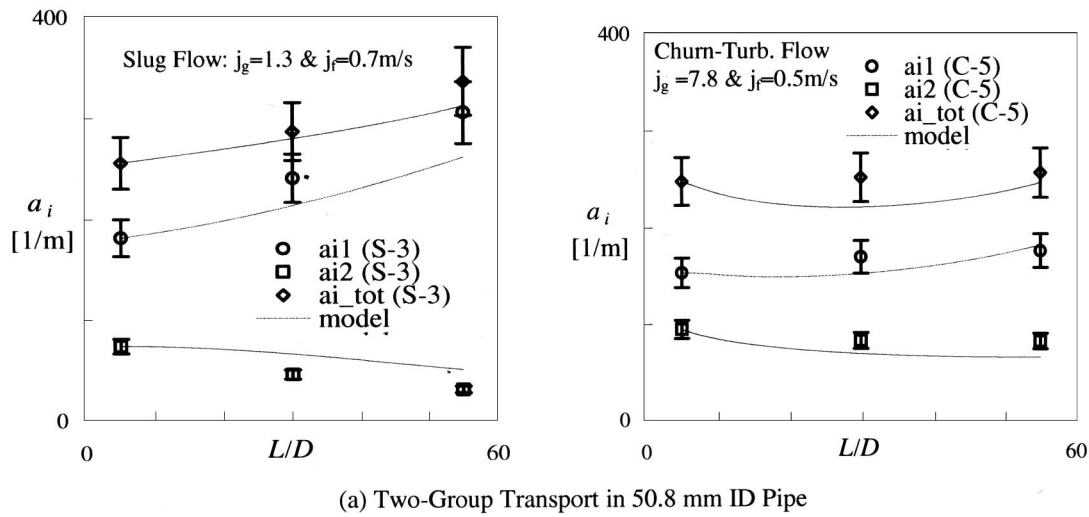 400
Slug Flow: jg=1.3 & jf=0.7m/s
ai
[1/m]
ai1 (S-3)
ai2 (S-3)
ai_tot (S-3)
model
0
0
L/D
60
400
Churn-Turb. Flow
jg =7.8 & jf=0.5m/s
ai1 (C-5)
ai2 (C-5)
ai_tot (C-5)
model
ai
[1/m]
0
0
L/D
60
(a) Two-Group Transport in 50.8 mm ID Pipe